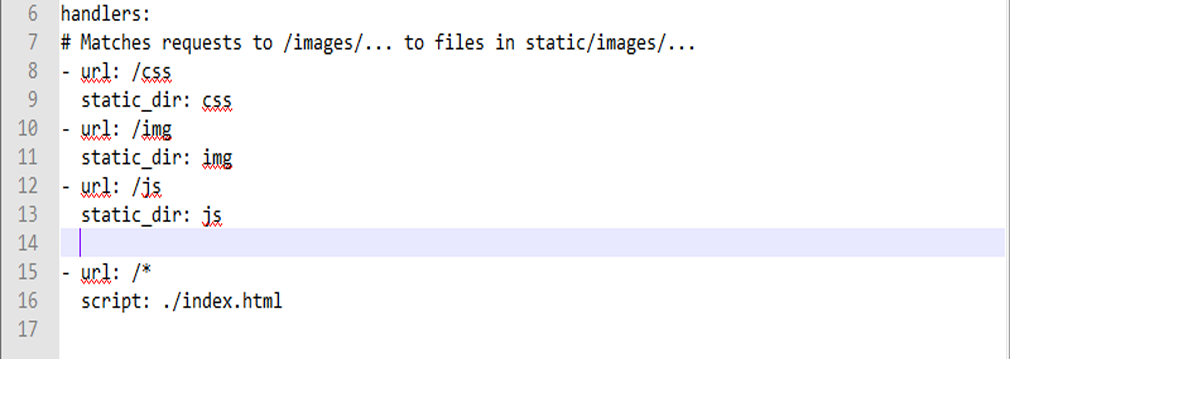 6 handlers:
7 # Matches requests to /images/... to files in static/images/...
8 - url: /css
9   static_dir: css
10 - url: /img
11   static_dir: img
12 - url: /js
13   static_dir: js
14
15 - url: /*
16   script: ./index.html
17